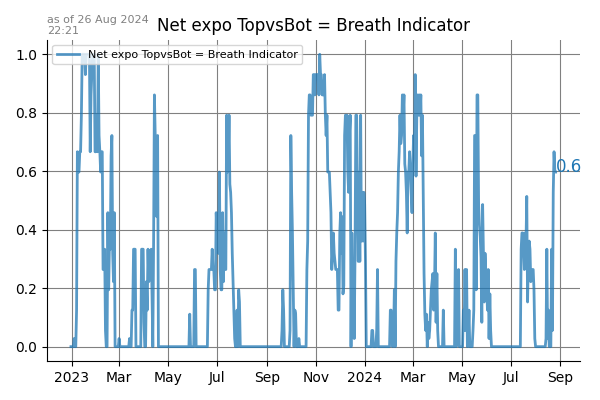 as of 26 Aug 2024
22:21
Net expo TopvsBot = Breath Indicator
Net expo TopvsBot = Breath Indicator
1.0
0.8
0.6
0.4
0.2
0.0
0.6
2023 Mar May Jul Sep Nov 2024 Mar May Jul Sep